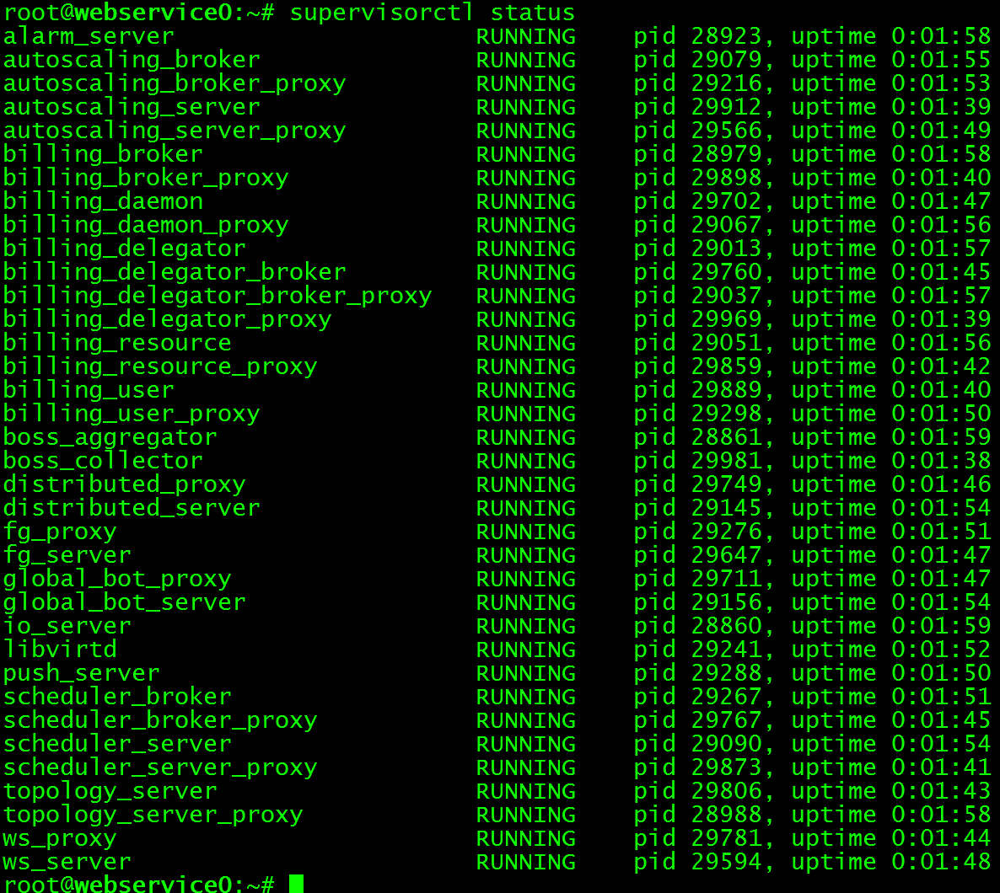 root@webservice0:~# supervisorctl status
alarm_server                     RUNNING    pid 28923, uptime 0:01:58
autoscaling_broker               RUNNING    pid 29079, uptime 0:01:55
autoscaling_broker_proxy         RUNNING    pid 29216, uptime 0:01:53
autoscaling_server               RUNNING    pid 29912, uptime 0:01:39
autoscaling_server_proxy         RUNNING    pid 29566, uptime 0:01:49
billing_broker                   RUNNING    pid 28979, uptime 0:01:58
billing_broker_proxy             RUNNING    pid 29898, uptime 0:01:40
billing_daemon                   RUNNING    pid 29702, uptime 0:01:47
billing_daemon_proxy             RUNNING    pid 29067, uptime 0:01:56
billing_delegator                RUNNING    pid 29013, uptime 0:01:57
billing_delegator_broker         RUNNING    pid 29760, uptime 0:01:45
billing_delegator_broker_proxy   RUNNING    pid 29037, uptime 0:01:57
billing_delegator_proxy          RUNNING    pid 29969, uptime 0:01:39
billing_resource                 RUNNING    pid 29051, uptime 0:01:56
billing_resource_proxy           RUNNING    pid 29859, uptime 0:01:42
billing_user                     RUNNING    pid 29889, uptime 0:01:40
billing_user_proxy               RUNNING    pid 29298, uptime 0:01:50
boss_aggregator                  RUNNING    pid 28861, uptime 0:01:59
boss_collector                   RUNNING    pid 29981, uptime 0:01:38
distributed_proxy                RUNNING    pid 29749, uptime 0:01:46
distributed_server               RUNNING    pid 29145, uptime 0:01:54
fg_proxy                         RUNNING    pid 29276, uptime 0:01:51
fg_server                        RUNNING    pid 29647, uptime 0:01:47
global_bot_proxy                 RUNNING    pid 29711, uptime 0:01:47
global_bot_server                RUNNING    pid 29156, uptime 0:01:54
io_server                        RUNNING    pid 28860, uptime 0:01:59
libvirtd                         RUNNING    pid 29241, uptime 0:01:52
push_server                      RUNNING    pid 29288, uptime 0:01:50
scheduler_broker                 RUNNING    pid 29267, uptime 0:01:51
scheduler_broker_proxy           RUNNING    pid 29767, uptime 0:01:45
scheduler_server                 RUNNING    pid 29090, uptime 0:01:54
scheduler_server_proxy           RUNNING    pid 29873, uptime 0:01:41
topology_server                  RUNNING    pid 29806, uptime 0:01:43
topology_server_proxy            RUNNING    pid 28988, uptime 0:01:58
ws_proxy                         RUNNING    pid 29781, uptime 0:01:44
ws_server                        RUNNING    pid 29594, uptime 0:01:48
root@webservice0:~#